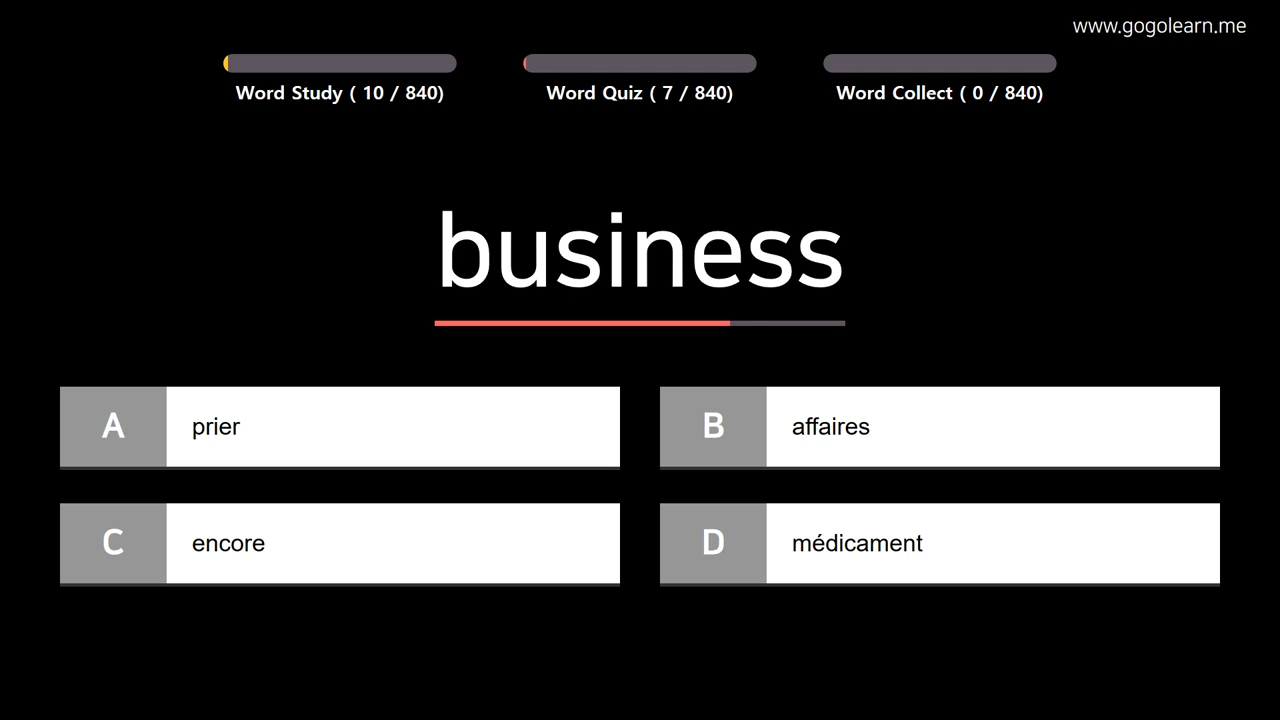 www.gogolearn.me
Word Study ( 10 / 840)
Word Quiz ( 7 / 840)
Word Collect ( 0 / 840)
business
A prier
B affaires
C encore
D médicament